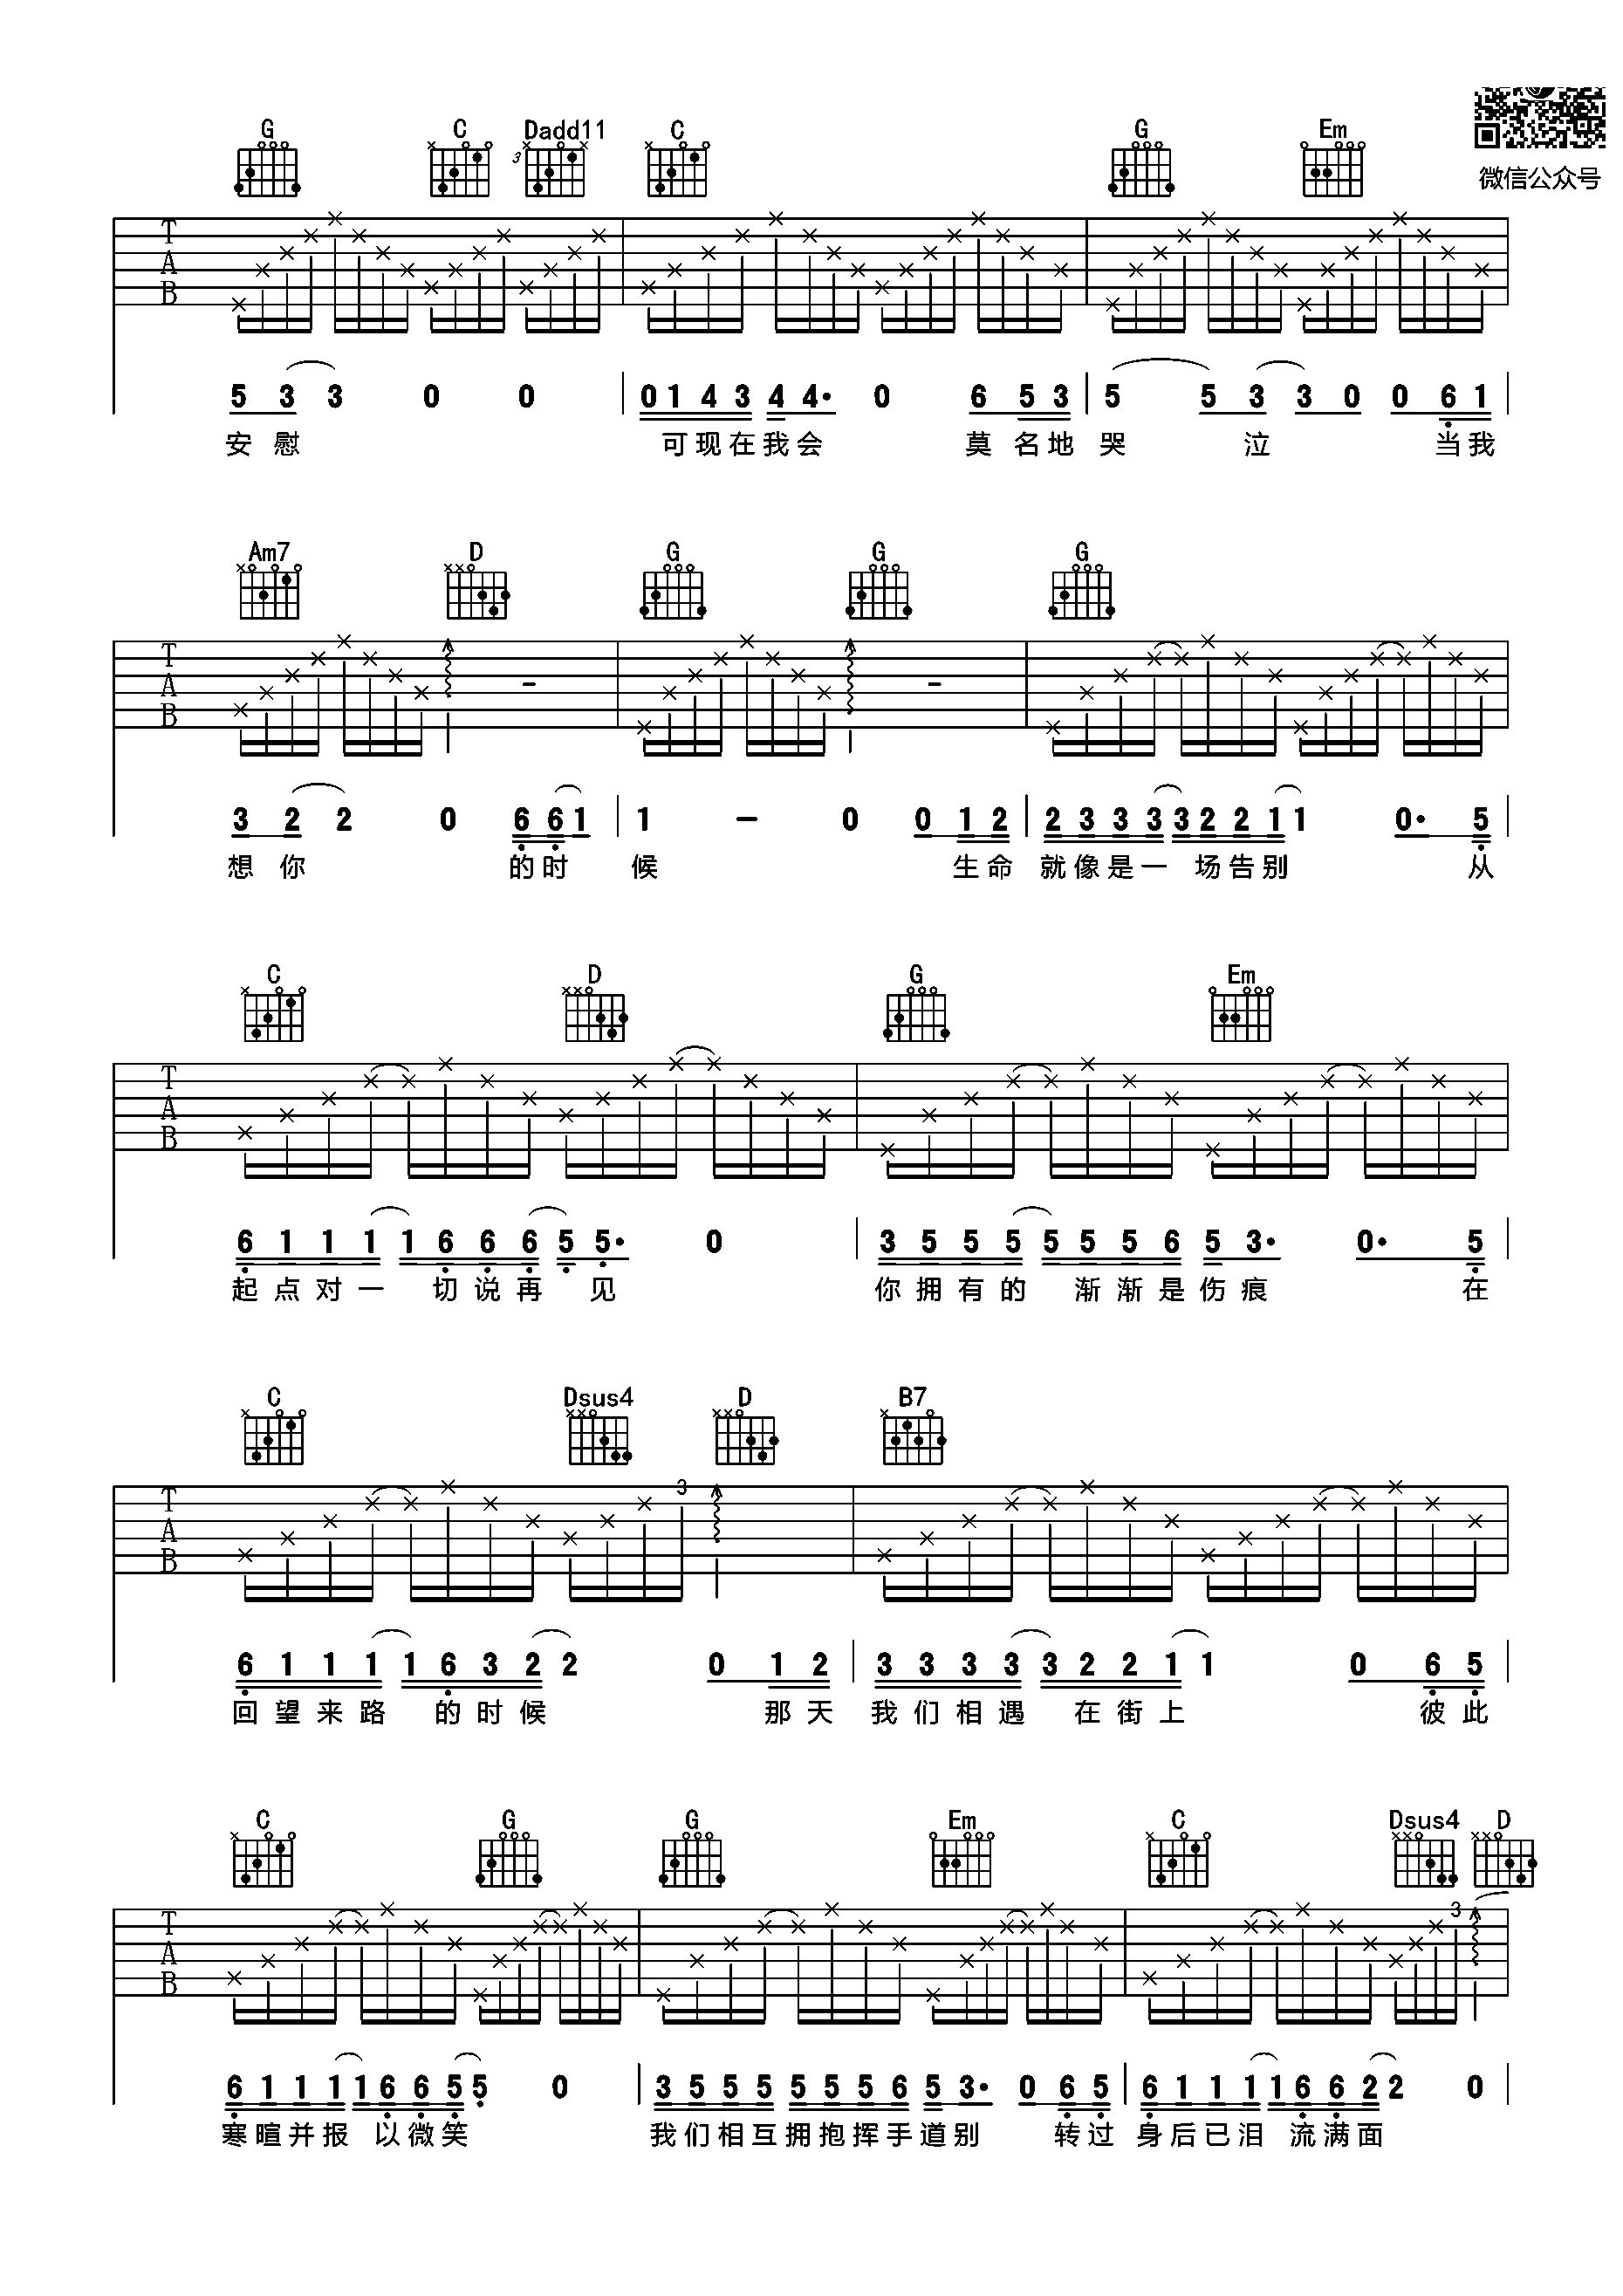 G C Dadd11 C G Em
3
微信公众号
T A B
5 3 3 0 0 0 1 4 3 4 4· 0 6 5 3 5 5 3 3 0 0 6 1
安慰 可现在我会 莫名地哭 泣 当我
Am7 D G G G
T A B
3 2 2 0 6 6 1 1 - 0 0 1 2 2 3 3 3 3 2 2 1 1 0· 5
想你 的时 候 生命 就像是一 场告别 从
C D G Em
T A B
6 1 1 1 1 6 6 6 5 5· 0 3 5 5 5 5 5 5 6 5 3· 0· 5
起点对一 切说再 见 你拥有的 渐渐是伤痕 在
C Dsus4 D B7
T A B 3
6 1 1 1 1 6 3 2 2 0 1 2 3 3 3 3 3 2 2 1 1 0 6 5
回望来路 的时候 那天 我们相遇 在街上 彼此
C G G Em C Dsus4 D
T A B 3
6 1 1 1 1 6 6 5 5 0 3 5 5 5 5 5 5 6 5 3· 0 6 5 6 1 1 1 1 6 6 2 2 0
寒暄并报 以微笑 我们相互拥抱挥手道别 转过 身后已泪 流满面